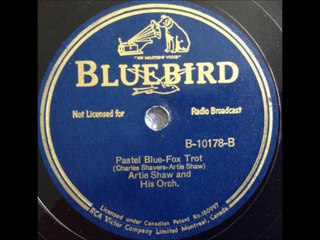 "HIS MASTER'S VOICE"
BLUEBIRD
Not Licensed for Radio Broadcast
B-10178-B
Pastel Blue-Fox Trot
(Charles Shavers-Artie Shaw)
Artie Shaw and
His Orch.
Licensed under Canadian Patent No.150097
RCA Victor Company Limited Montreal, Canada.